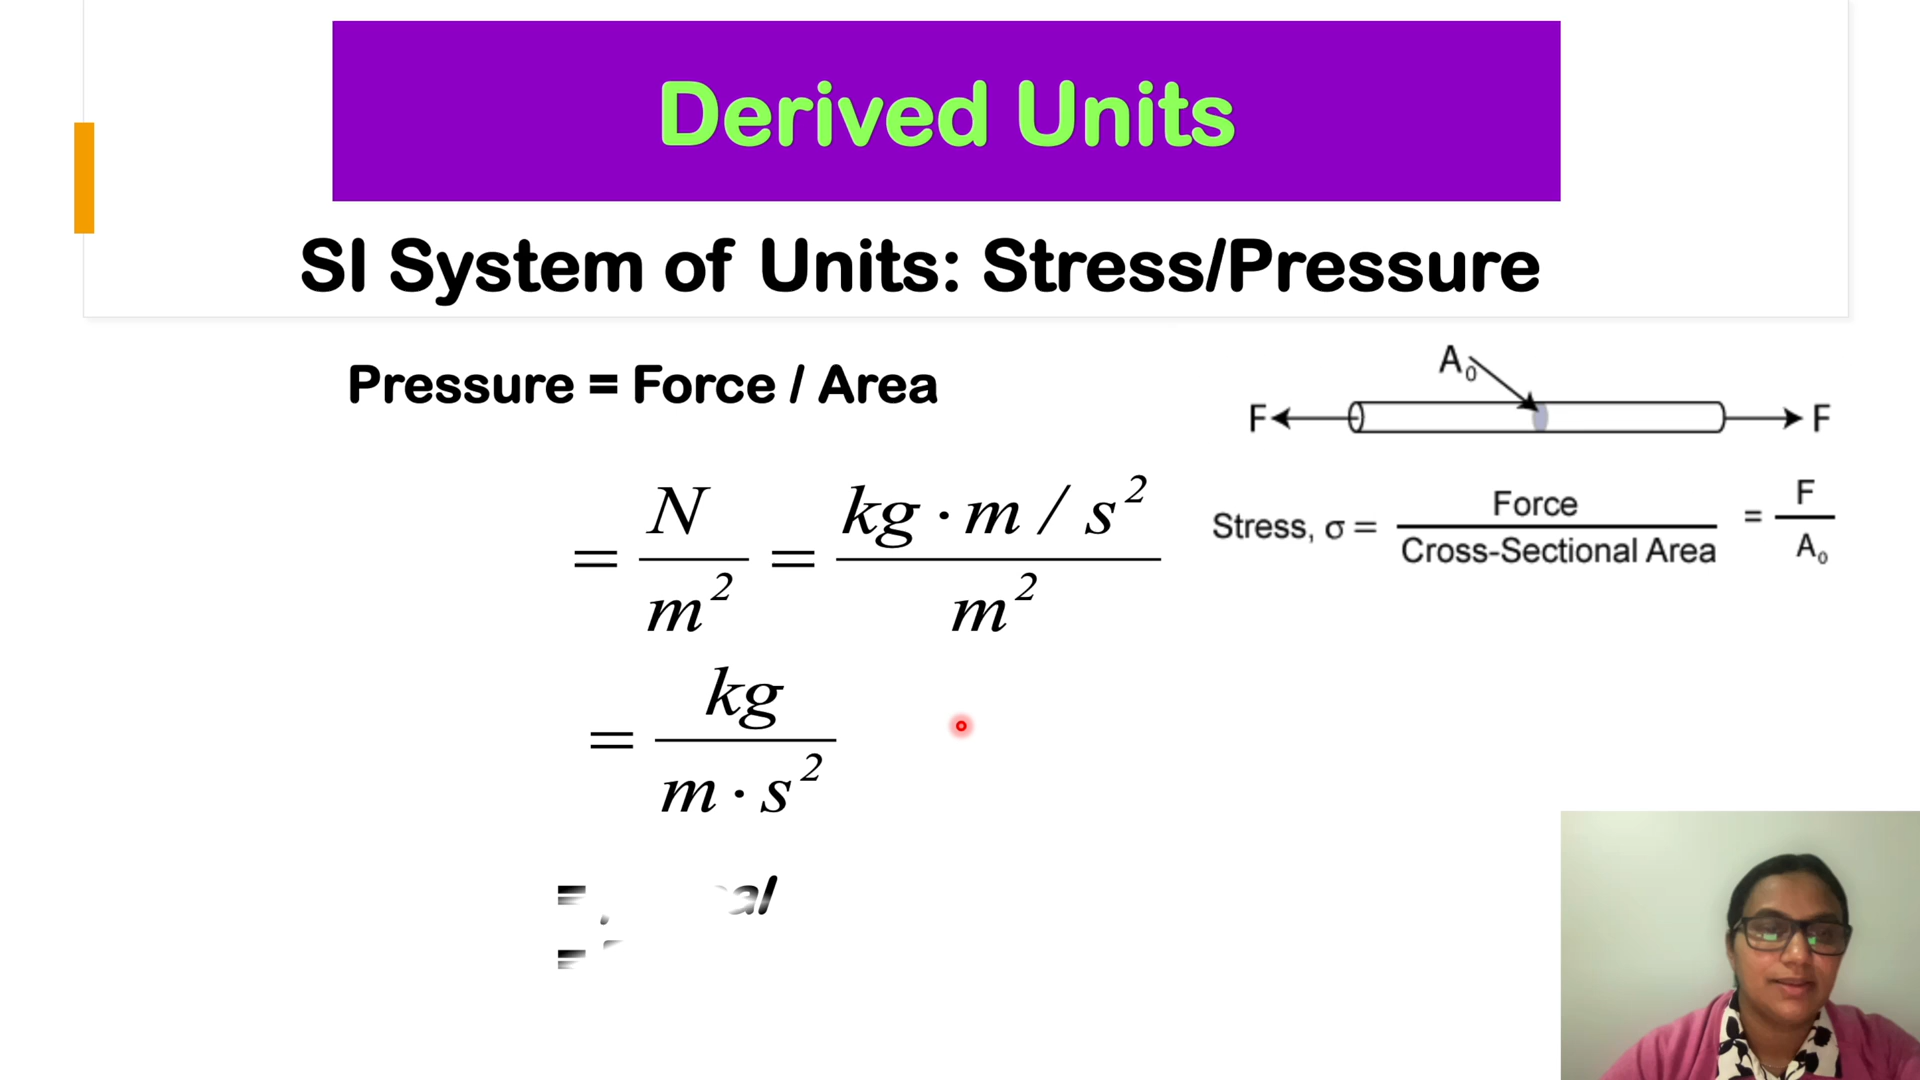 Derived Units
SI System of Units: Stress/Pressure
Pressure = Force / Area
= N / m² = kg · m / s² / m²
= kg / m · s²
=
=
A₀
F F
Stress, σ = Force / Cross-Sectional Area = F / A₀